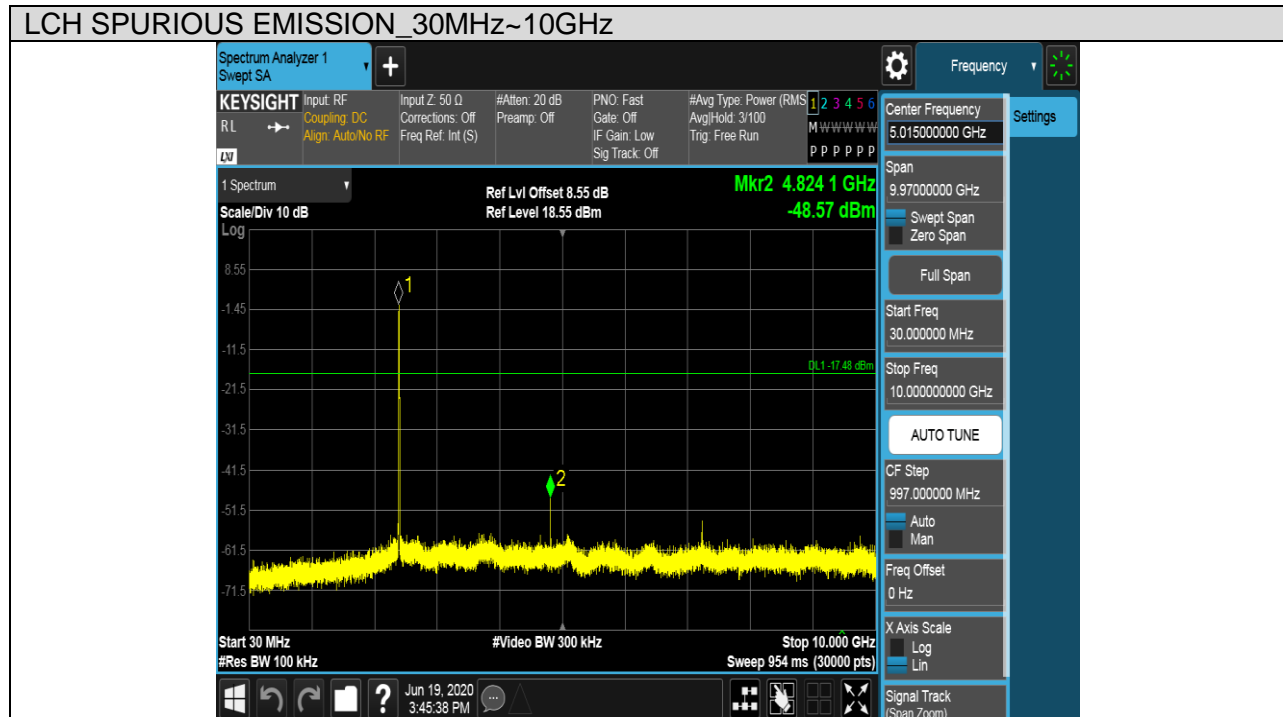 LCH SPURIOUS EMISSION_30MHz~10GHz
Spectrum Analyzer 1
Swept SA
Frequency
KEYSIGHT
RL
LXI
Input: RF
Coupling: DC
Align: Auto/No RF
Input Z: 50 Ω
Corrections: Off
Freq Ref: Int (S)
#Atten: 20 dB
Preamp: Off
PNO: Fast
Gate: Off
IF Gain: Low
Sig Track: Off
#Avg Type: Power (RMS
Avg|Hold: 3/100
Trig: Free Run
1 2 3 4 5 6
M W W W W W
P P P P P P
1 Spectrum
Scale/Div 10 dB
Log
Ref Lvl Offset 8.55 dB
Ref Level 18.55 dBm
Mkr2 4.824 1 GHz
-48.57 dBm
8.55
1
-1.45
-11.5
DL1 -17.48 dBm
-21.5
-31.5
-41.5
2
-51.5
-61.5
-71.5
Start 30 MHz
#Res BW 100 kHz
#Video BW 300 kHz
Stop 10.000 GHz
Sweep 954 ms (30000 pts)
?
Jun 19, 2020
3:45:38 PM
Center Frequency
5.015000000 GHz
Settings
Span
9.97000000 GHz
Swept Span
Zero Span
Full Span
Start Freq
30.000000 MHz
Stop Freq
10.000000000 GHz
AUTO TUNE
CF Step
997.000000 MHz
Auto
Man
Freq Offset
0 Hz
X Axis Scale
Log
Lin
Signal Track
(Span Zoom)